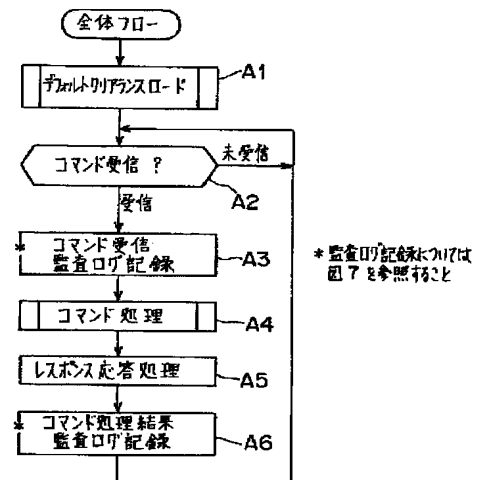 全体フロー
デフォルトクリアランスロード
A1
コマンド受信 ?
未受信
A2
受信
* コマンド受信
監査ログ記録
A3
*監査ログ記録については
図7を参照すること
コマンド処理
A4
レスポンス応答処理
A5
* コマンド処理結果
監査ログ記録
A6